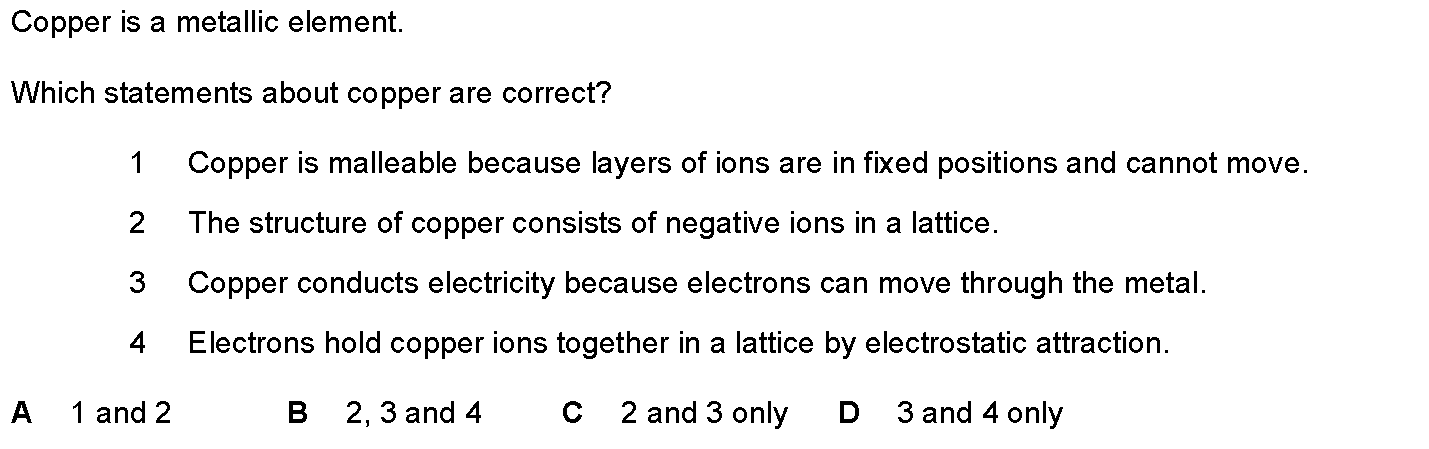 Copper is a metallic element.
Which statements about copper are correct?
1 Copper is malleable because layers of ions are in fixed positions and cannot move.
2 The structure of copper consists of negative ions in a lattice.
3 Copper conducts electricity because electrons can move through the metal.
4 Electrons hold copper ions together in a lattice by electrostatic attraction.
A 1 and 2 B 2, 3 and 4 C 2 and 3 only D 3 and 4 only